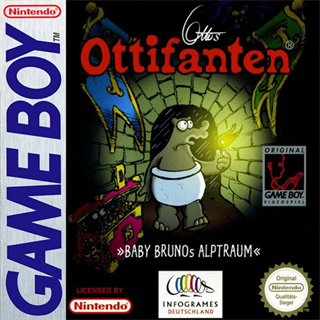 Nintendo
GAME BOY
TM
Ottos
Ottifanten®
ORIGINAL
Nintendo
GAME BOY
VIDEOSPIEL
»BABY BRUNOs ALPTRAUM«
LICENSED BY
Nintendo
INFOGRAMES
DEUTSCHLAND
Original
Nintendo
Qualitäts-
Siegel